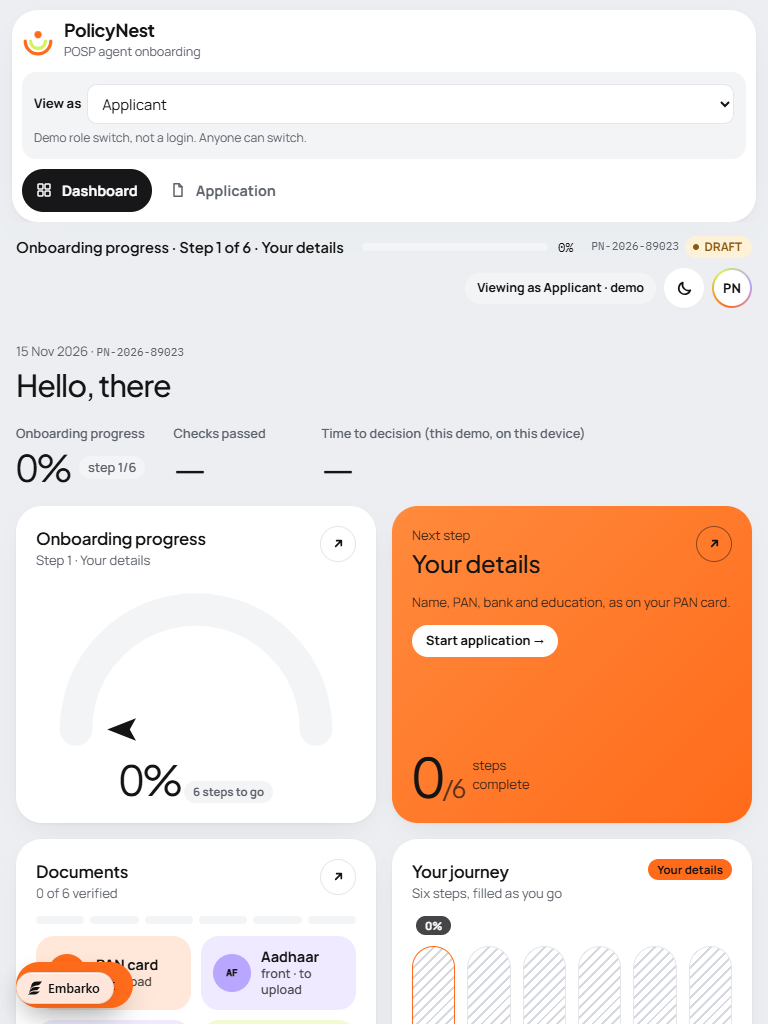 PolicyNest
POSP agent onboarding
View as
Applicant
Demo role switch, not a login. Anyone can switch.
Dashboard
Application
Onboarding progress · Step 1 of 6 · Your details
0%
PN-2026-89023
DRAFT
Viewing as Applicant · demo
PN
15 Nov 2026 · PN-2026-89023
Hello, there
Onboarding progress
0% step 1/6
Checks passed
—
Time to decision (this demo, on this device)
—
Onboarding progress
Step 1 · Your details
0% 6 steps to go
Next step
Your details
Name, PAN, bank and education, as on your PAN card.
Start application →
0/6 steps
complete
Documents
0 of 6 verified
card
AF
Aadhaar
front · to
upload
Embarko
Your journey
Your details
Six steps, filled as you go
0%